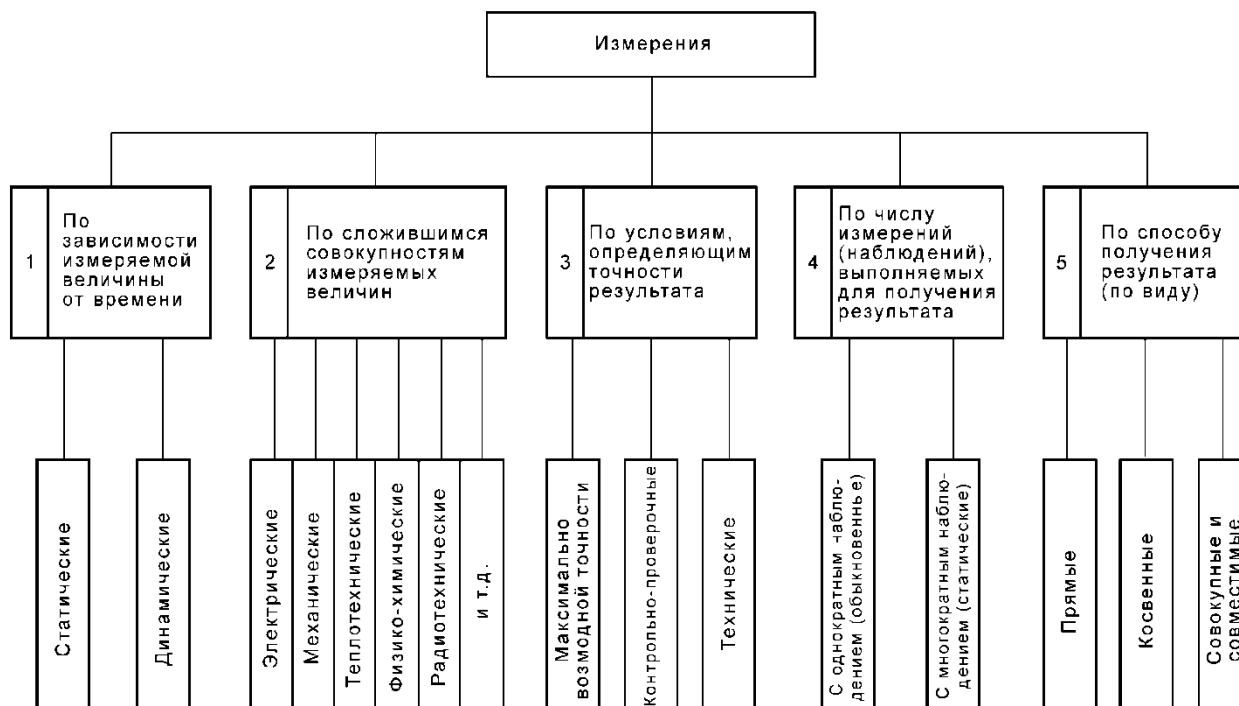 Измерения
1
По
зависимости
измеряемой
величины
от времени
2
По сложившимся
совокупностям
измеряемых
величин
3
По условиям,
определяющим
точности
результата
4
По числу
измерений
(наблюдений),
выполняемых
для получения
результата
5
По способу
получения
результата
(по виду)
Статические
Динамические
Электрические
Механические
Теплотехнические
Физико-химические
Радиотехнические
и т.д.
Максимально
возмодной точности
Контрольно-проверочные
Технические
С однократным наблю-
дением (обыкновеннье)
С многократным наблю-
дением (статические)
Прямые
Косвенные
Совокупные и
совместимые